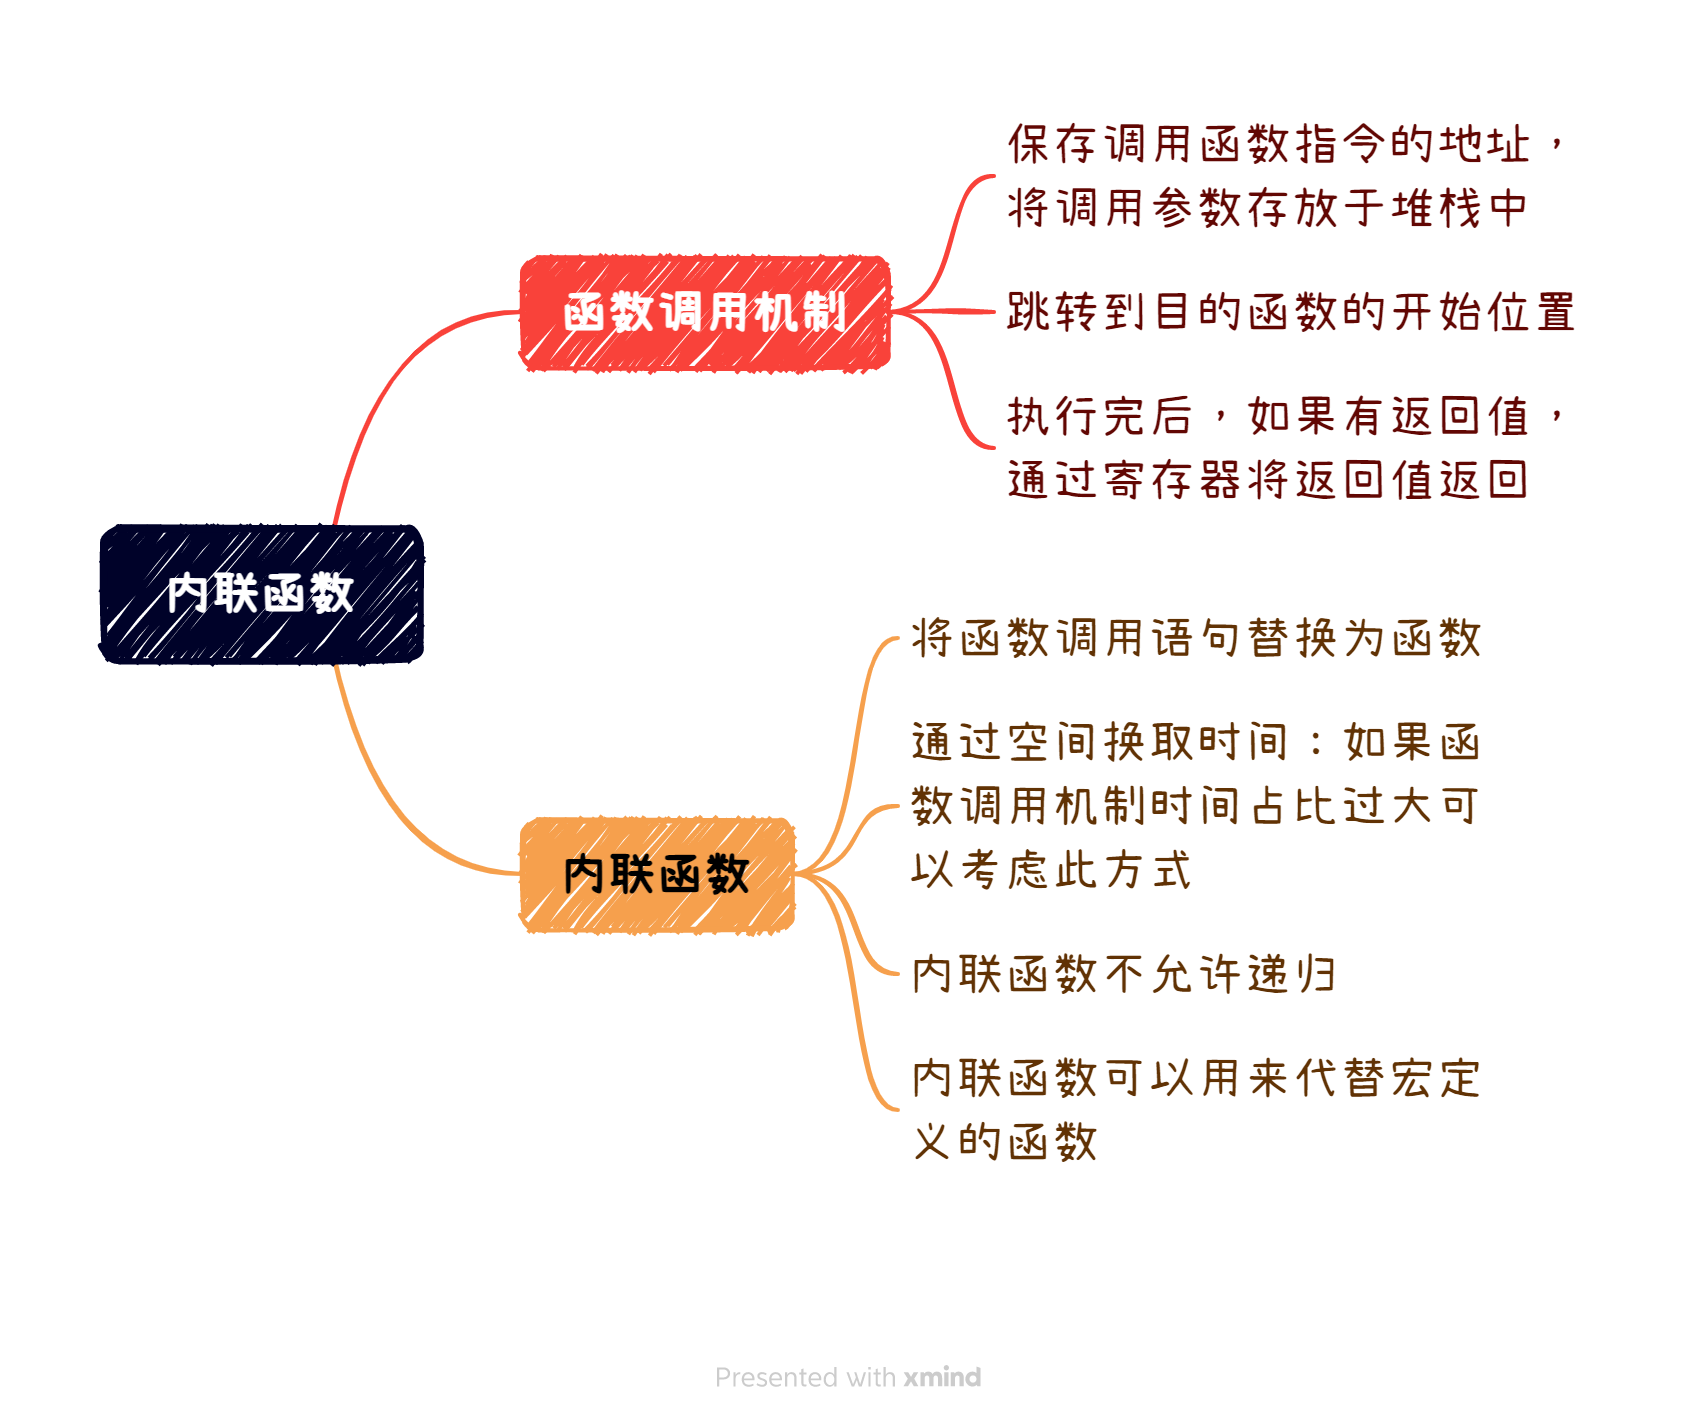 保存调用函数指令的地址，
将调用参数存放于堆栈中
函数调用机制
跳转到目的函数的开始位置
执行完后，如果有返回值，
通过寄存器将返回值返回
内联函数
将函数调用语句替换为函数
通过空间换取时间：如果函
数调用机制时间占比过大可
以考虑此方式
内联函数
内联函数不允许递归
内联函数可以用来代替宏定
义的函数
Presented with xmind